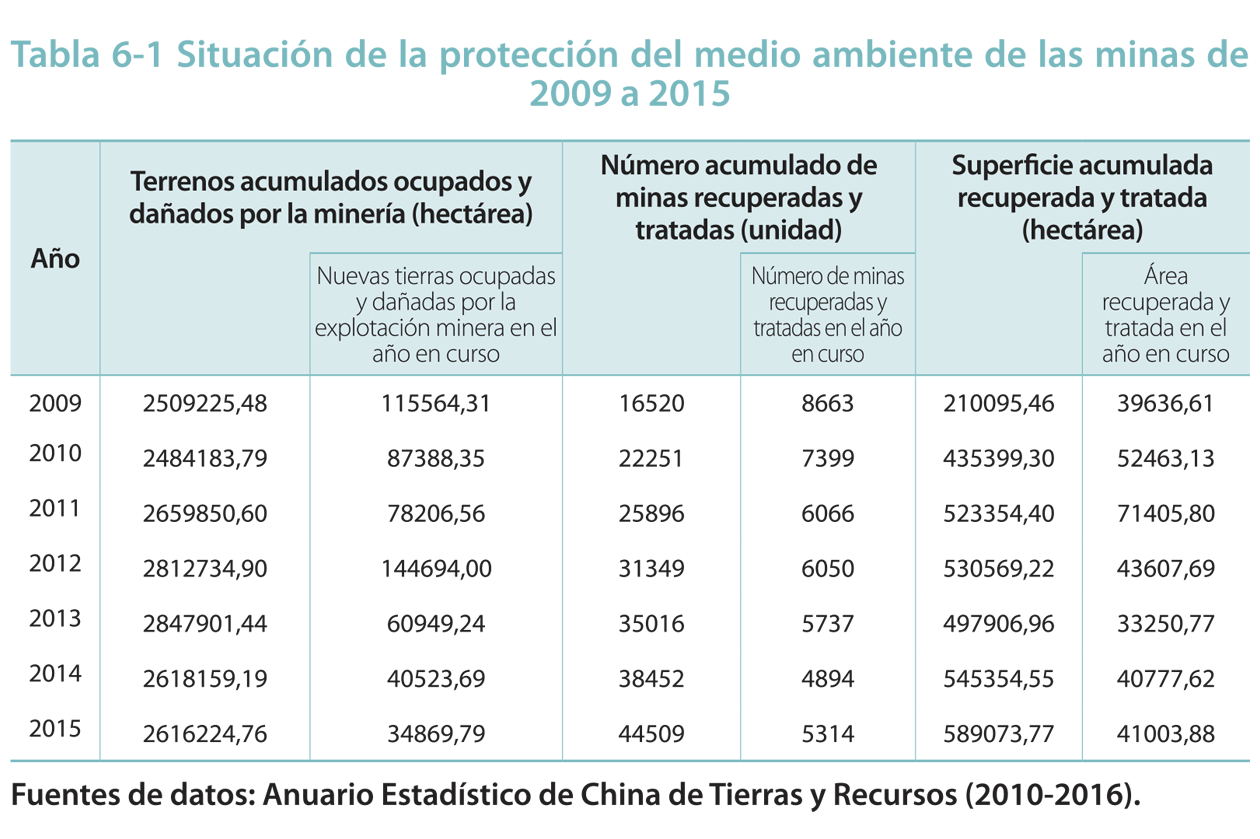 Tabla 6-1 Situación de la protección del medio ambiente de las minas de
2009 a 2015
Año
Terrenos acumulados ocupados y
dañados por la minería (hectárea)
Nuevas tierras ocupadas
y dañadas por la
explotación minera en el
año en curso
Número acumulado de
minas recuperadas y
tratadas (unidad)
Número de minas
recuperadas y
tratadas en el año
en curso
Superficie acumulada
recuperada y tratada
(hectárea)
Área
recuperada y
tratada en el
año en curso
2009 2509225,48 115564,31 16520 8663 210095,46 39636,61
2010 2484183,79 87388,35 22251 7399 435399,30 52463,13
2011 2659850,60 78206,56 25896 6066 523354,40 71405,80
2012 2812734,90 144694,00 31349 6050 530569,22 43607,69
2013 2847901,44 60949,24 35016 5737 497906,96 33250,77
2014 2618159,19 40523,69 38452 4894 545354,55 40777,62
2015 2616224,76 34869,79 44509 5314 589073,77 41003,88
Fuentes de datos: Anuario Estadístico de China de Tierras y Recursos (2010-2016).